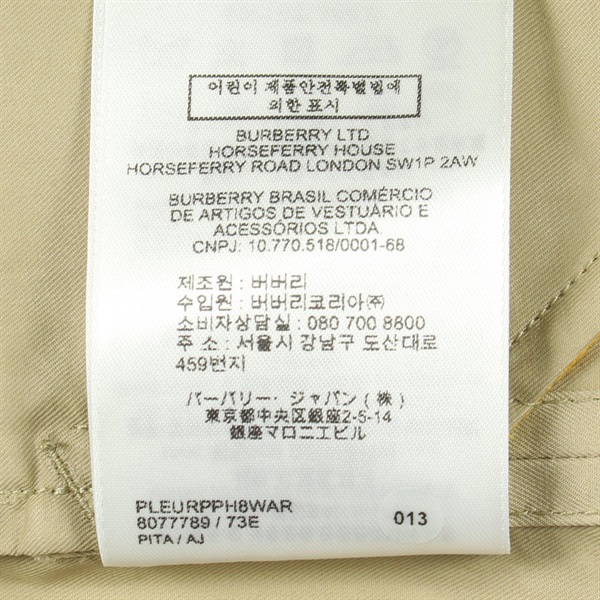 어린이 제품안전특별법에
의한 표시
BURBERRY LTD
HORSEFERRY HOUSE
HORSEFERRY ROAD LONDON SW1P 2AW
BURBERRY BRASIL COMÉRCIO
DE ARTIGOS DE VESTUÁRIO E
ACESSÓRIOS LTDA.
CNPJ: 10.770.518/0001-68
제조원 : 버버리
수입원 : 버버리코리아㈜
소비자상담실 : 080 700 8800
주 소 : 서울시 강남구 도산대로
459번지
バーバリー・ジャパン(株)
東京都中央区銀座2-5-14
銀座マロニエビル
PLEURPPH8WAR
8077789 / 73E
PITA / AJ
013